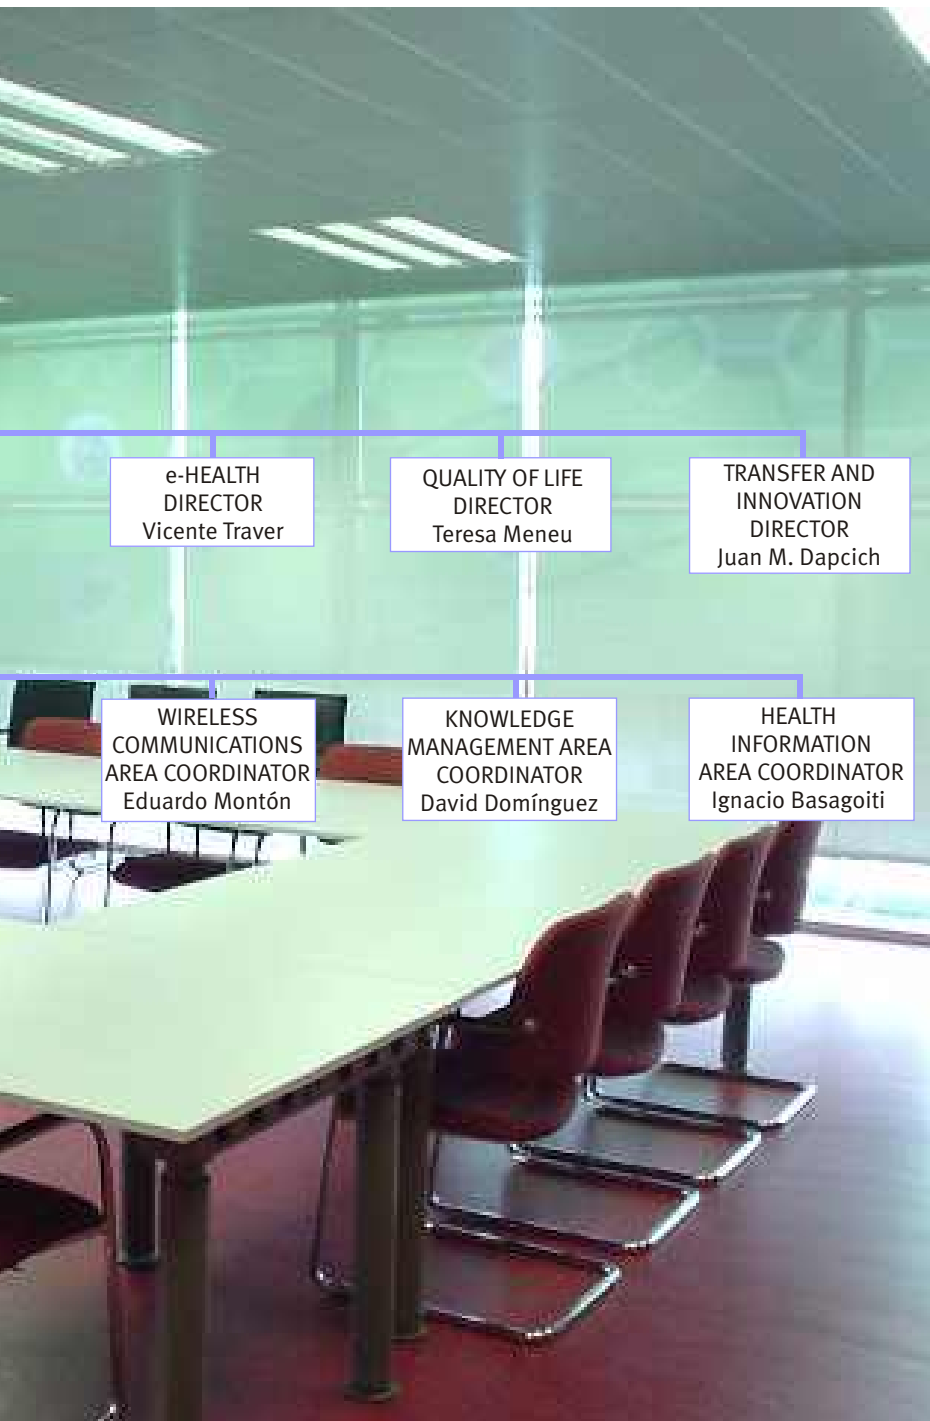 e-HEALTH
DIRECTOR
Vicente Traver
QUALITY OF LIFE
DIRECTOR
Teresa Meneu
TRANSFER AND
INNOVATION
DIRECTOR
Juan M. Dapcich
WIRELESS
COMMUNICATIONS
AREA COORDINATOR
Eduardo Montón
KNOWLEDGE
MANAGEMENT AREA
COORDINATOR
David Domínguez
HEALTH
INFORMATION
AREA COORDINATOR
Ignacio Basagoiti